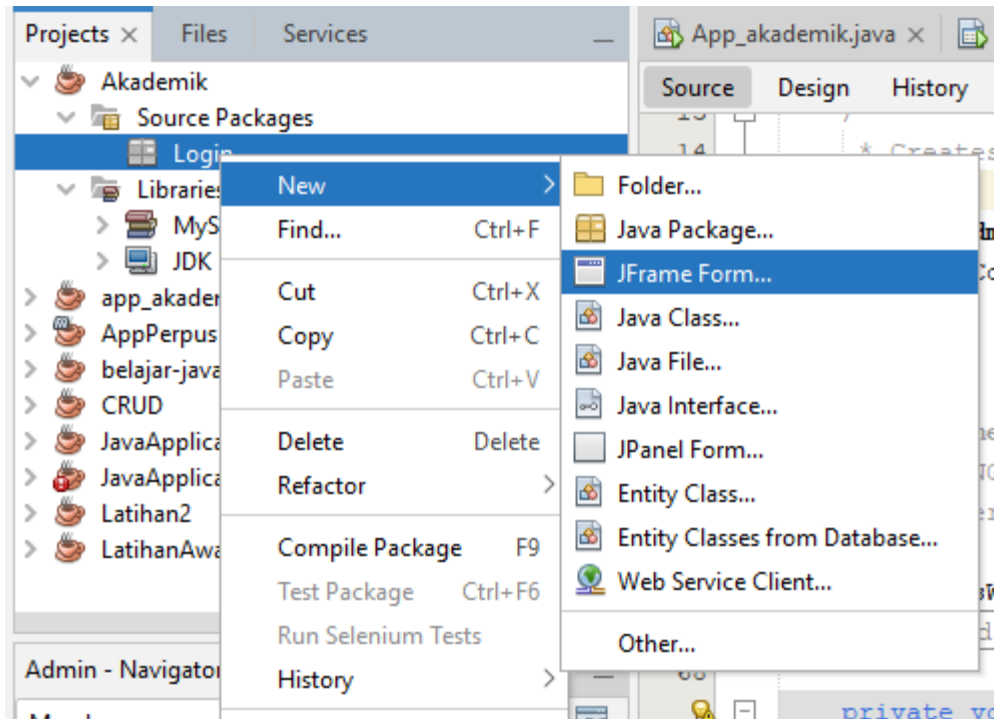 Projects
Files
Services
App_akademik.java
Source
Design
History
Akademik
Source Packages
Login
Libraries
MyS
JDK
app_akader
AppPerpus
belajar-java
CRUD
JavaApplica
JavaApplica
Latihan2
LatihanAwa
Admin - Navigator
14
* Creates
New
Find... Ctrl+F
Cut Ctrl+X
Copy Ctrl+C
Paste Ctrl+V
Delete Delete
Refactor
Compile Package F9
Test Package Ctrl+F6
Run Selenium Tests
History
Folder...
Java Package...
JFrame Form...
Java Class...
Java File...
Java Interface...
JPanel Form...
Entity Class...
Entity Classes from Database...
Web Service Client...
Other...
private vo